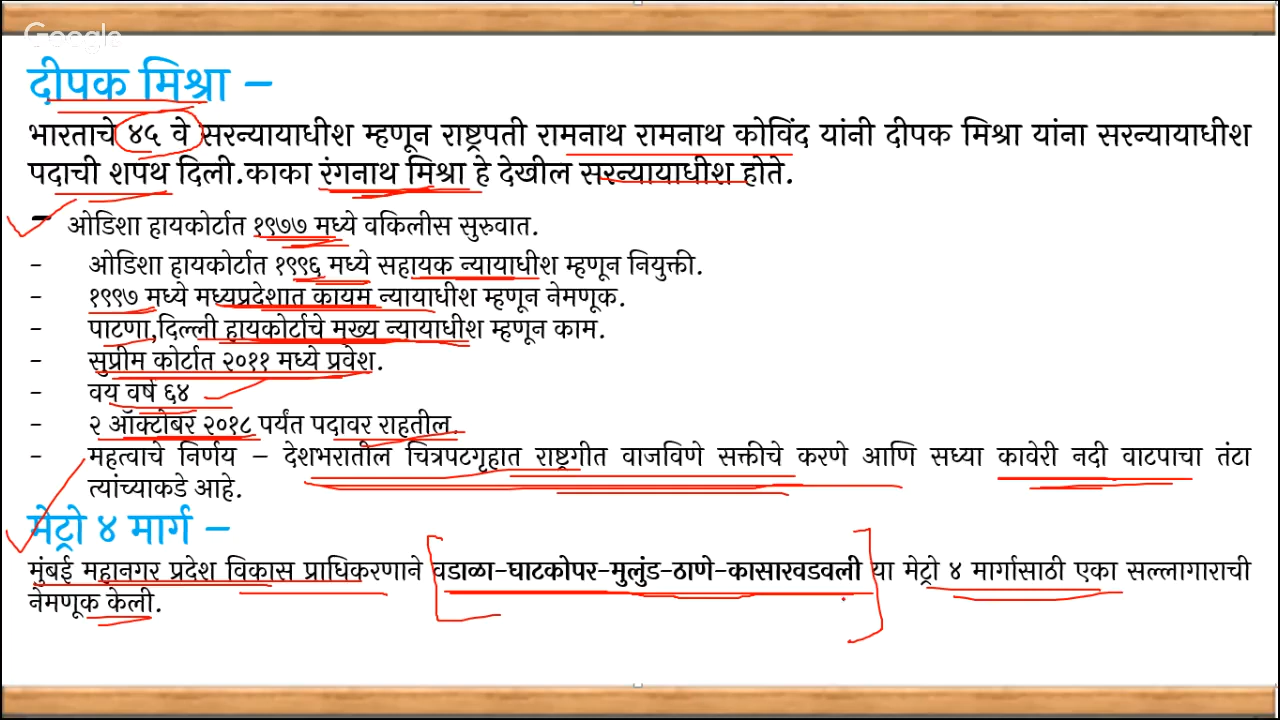 Google
दीपक मिश्रा –
भारताचे ४५ वे सरन्यायाधीश म्हणून राष्ट्रपती रामनाथ रामनाथ कोविंद यांनी दीपक मिश्रा यांना सरन्यायाधीश
पदाची शपथ दिली.काका रंगनाथ मिश्रा हे देखील सरन्यायाधीश होते.
- ओडिशा हायकोर्टात १९७७ मध्ये वकिलीस सुरुवात.
- ओडिशा हायकोर्टात १९९६ मध्ये सहायक न्यायाधीश म्हणून नियुक्ती.
- १९९७ मध्ये मध्यप्रदेशात कायम न्यायाधीश म्हणून नेमणूक.
- पाटणा,दिल्ली हायकोर्टाचे मख्य न्यायाधीश म्हणून काम.
- सुप्रीम कोर्टात २०११ मध्ये प्रवेश.
- वय वर्ष ६४
- २ ऑक्टोबर २०१८ पर्यंत पदावर राहतील.
- महत्वाचे निर्णय – देशभरातील चित्रपटगृहात राष्ट्रगीत वाजविणे सक्तीचे करणे आणि सध्या कावेरी नदी वाटपाचा तंटा
त्यांच्याकडे आहे.
मेट्रो ४ मार्ग –
मुंबई महानगर प्रदेश विकास प्राधिकरणाने वडाळा-घाटकोपर-मुलुंड-ठाणे-कासारवडवली या मेट्रो ४ मार्गासाठी एका सल्लागाराची
नेमणूक केली.